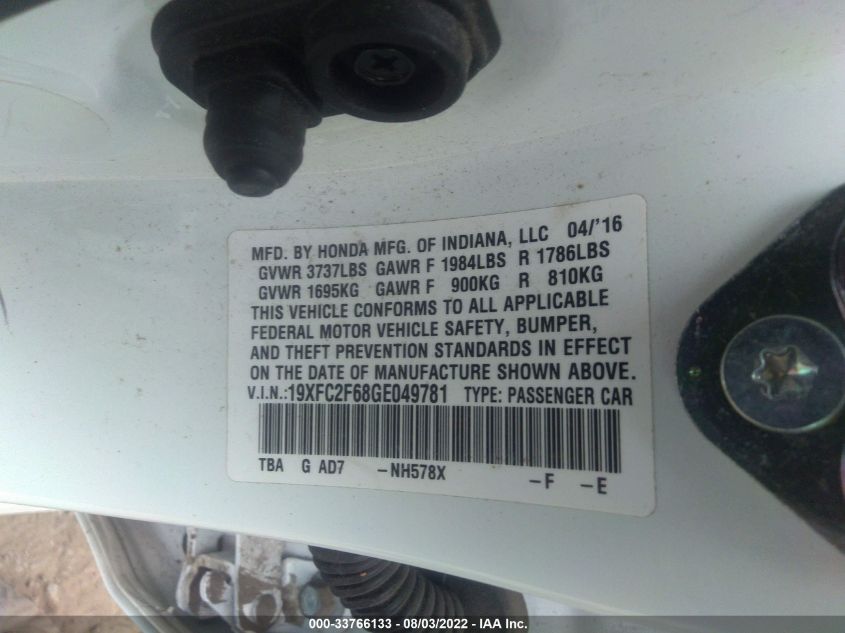 MFD. BY HONDA MFG. OF INDIANA, LLC 04/'16
GVWR 3737LBS GAWR F 1984LBS R 1786LBS
GVWR 1695KG GAWR F 900KG R 810KG
THIS VEHICLE CONFORMS TO ALL APPLICABLE
FEDERAL MOTOR VEHICLE SAFETY, BUMPER,
AND THEFT PREVENTION STANDARDS IN EFFECT
ON THE DATE OF MANUFACTURE SHOWN ABOVE.
V.I.N.:19XFC2F68GE049781 TYPE: PASSENGER CAR
TBA G AD7 -NH578X -F -E
000-33766133 - 08/03/2022 - IAA Inc.